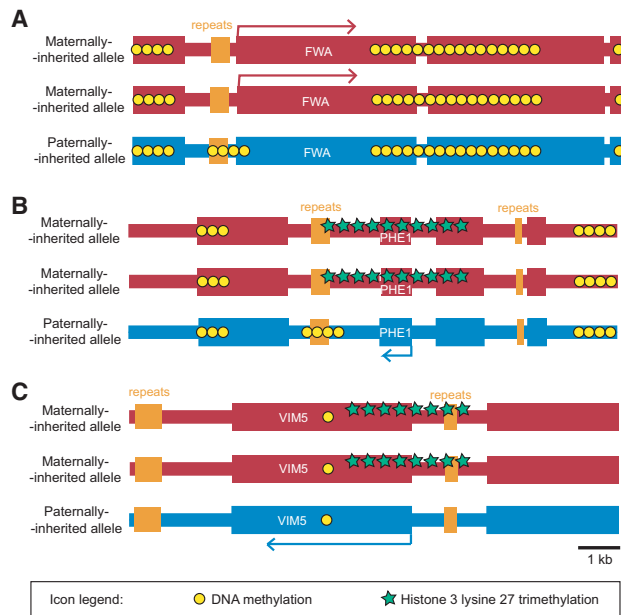 A
repeats
Maternally-
-inherited allele
FWA
Maternally-
-inherited allele
FWA
Paternally-
-inherited allele
FWA
B
repeats
repeats
Maternally-
-inherited allele
PHE1
Maternally-
-inherited allele
PHE1
Paternally-
-inherited allele
PHE1
C
repeats
repeats
Maternally-
-inherited allele
VIM5
Maternally-
-inherited allele
VIM5
Paternally-
-inherited allele
VIM5
1 kb
Icon legend: DNA methylation Histone 3 lysine 27 trimethylation